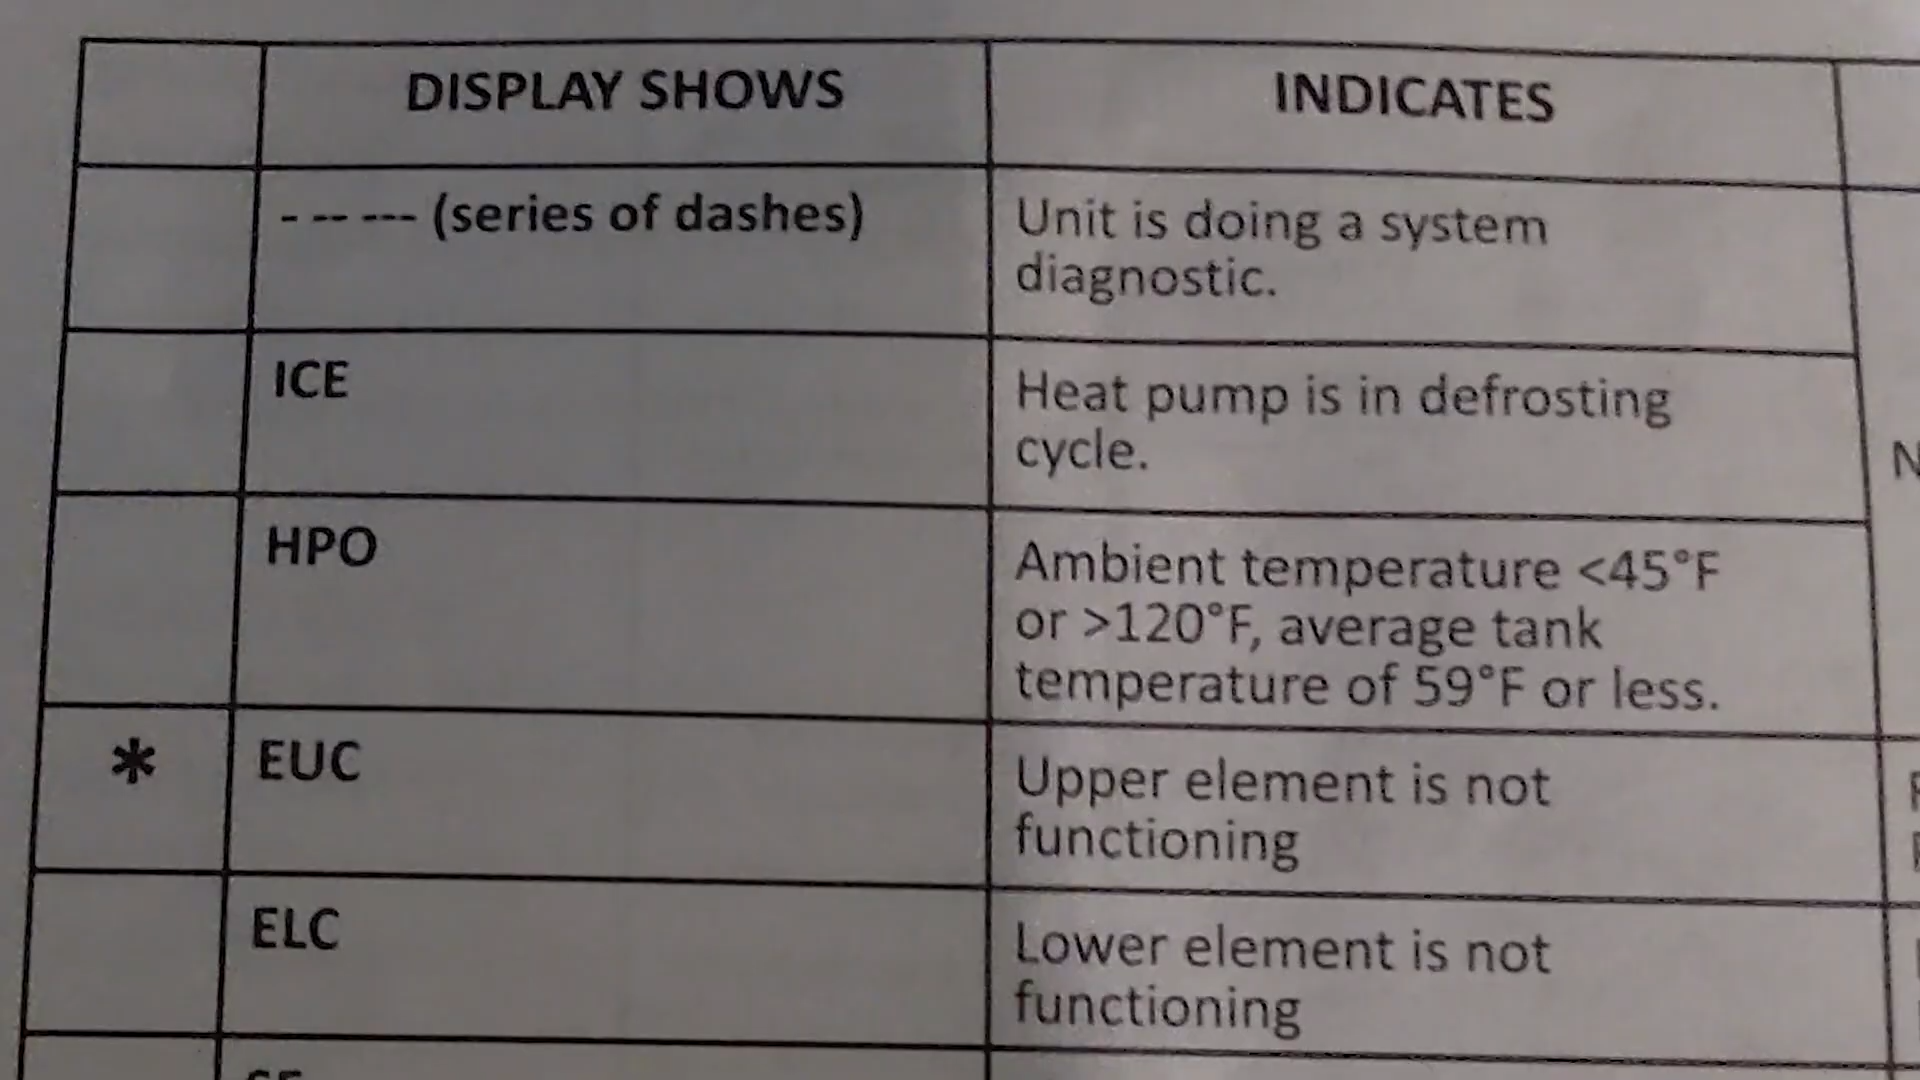 DISPLAY SHOWS
INDICATES
- -- --- (series of dashes)
Unit is doing a system
diagnostic.
ICE
Heat pump is in defrosting
cycle.
HPO
Ambient temperature <45°F
or >120°F, average tank
temperature of 59°F or less.
* EUC
Upper element is not
functioning
ELC
Lower element is not
functioning